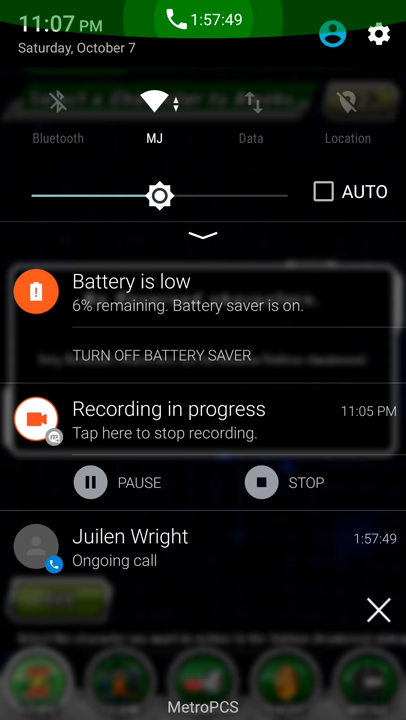 11:07 PM
1:57:49
Saturday, October 7
Bluetooth
MJ
Data
Location
AUTO
Battery is low
6% remaining. Battery saver is on.
TURN OFF BATTERY SAVER
Recording in progress
11:05 PM
Tap here to stop recording.
PAUSE
STOP
Juilen Wright
1:57:49
Ongoing call
MetroPCS